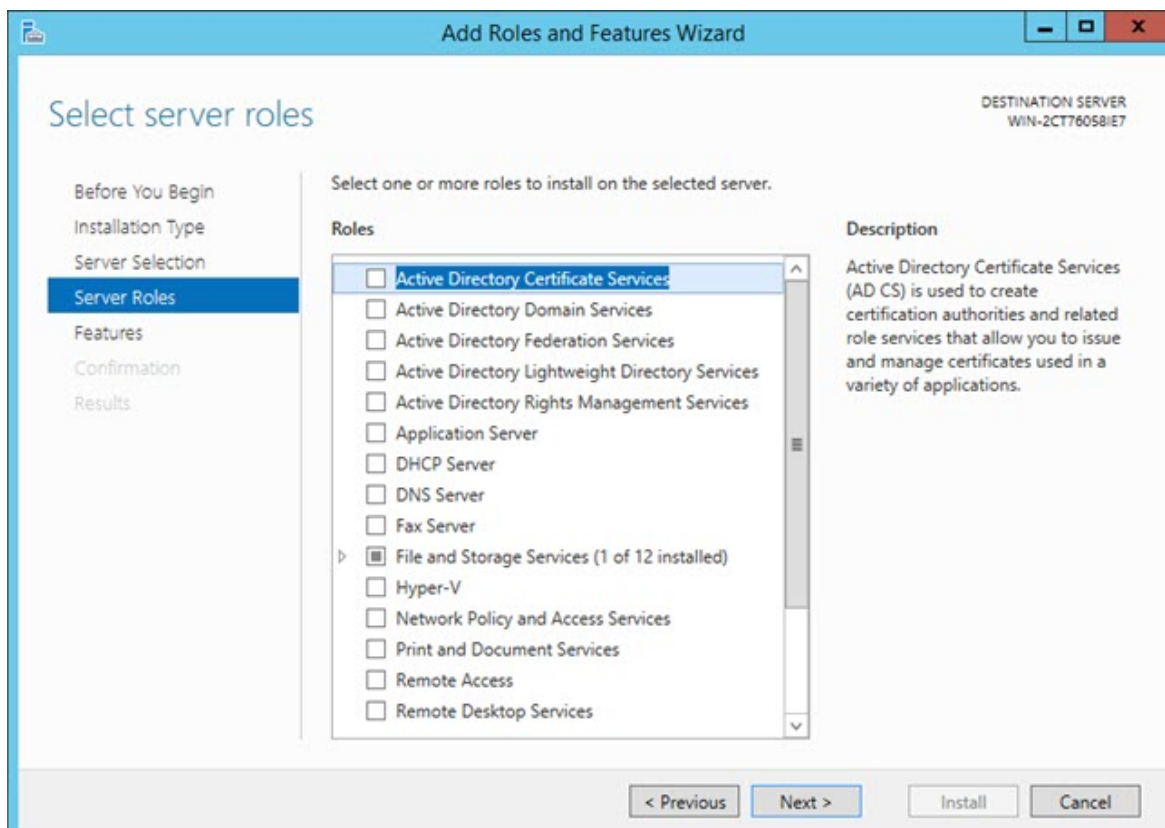 Add Roles and Features Wizard
Select server roles
DESTINATION SERVER
WIN-2CT76058IE7
Before You Begin
Installation Type
Server Selection
Server Roles
Features
Confirmation
Results
Select one or more roles to install on the selected server.
Roles
Active Directory Certificate Services
Active Directory Domain Services
Active Directory Federation Services
Active Directory Lightweight Directory Services
Active Directory Rights Management Services
Application Server
DHCP Server
DNS Server
Fax Server
File and Storage Services (1 of 12 installed)
Hyper-V
Network Policy and Access Services
Print and Document Services
Remote Access
Remote Desktop Services
Description
Active Directory Certificate Services
(AD CS) is used to create
certification authorities and related
role services that allow you to issue
and manage certificates used in a
variety of applications.
< Previous
Next >
Install
Cancel